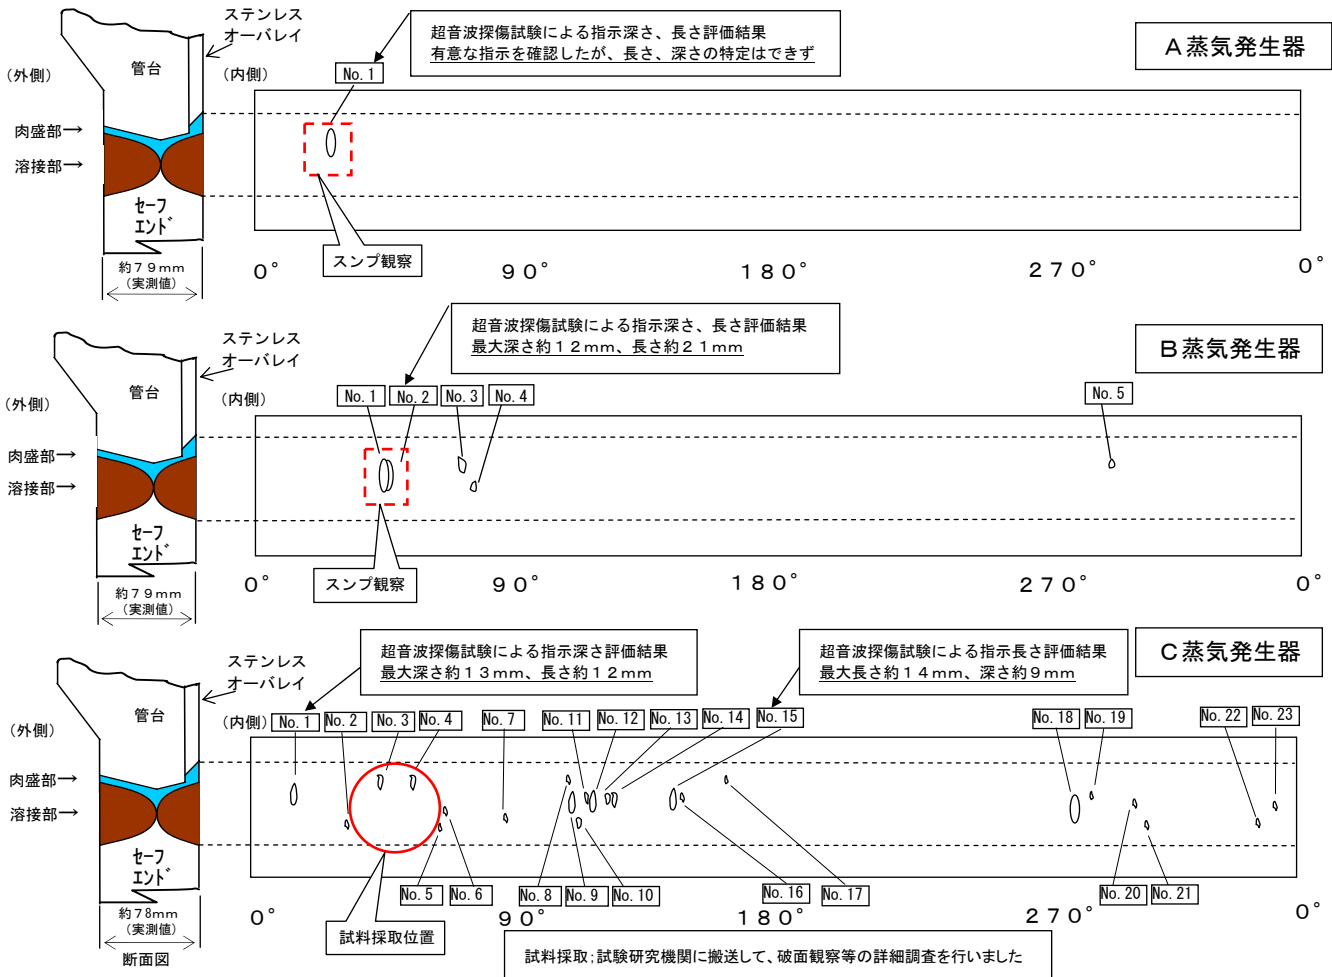 ステンレス
オーバレイ
管台
(外側)
(内側)
肉盛部→
溶接部→
セーフ
エンド
約79mm
(実測値)
超音波探傷試験による指示深さ、長さ評価結果
有意な指示を確認したが、長さ、深さの特定はできず
No. 1
A蒸気発生器
スンプ観察
0°
90°
180°
270°
0°
ステンレス
オーバレイ
管台
(外側)
(内側)
肉盛部→
溶接部→
セーフ
エンド
約79mm
(実測値)
超音波探傷試験による指示深さ、長さ評価結果
最大深さ約12mm、長さ約21mm
B蒸気発生器
No. 1
No. 2
No. 3
No. 4
No. 5
スンプ観察
0°
90°
180°
270°
0°
ステンレス
オーバレイ
管台
(外側)
(内側)
肉盛部→
溶接部→
セーフ
エンド
約78mm
(実測値)
断面図
超音波探傷試験による指示深さ評価結果
最大深さ約13mm、長さ約12mm
超音波探傷試験による指示長さ評価結果
最大長さ約14mm、深さ約9mm
C蒸気発生器
No. 1
No. 2
No. 3
No. 4
No. 7
No. 11
No. 12
No. 13
No. 14
No. 15
No. 18
No. 19
No. 22
No. 23
No. 5
No. 6
No. 8
No. 9
No. 10
No. 16
No. 17
No. 20
No. 21
0°
90°
180°
270°
0°
試料採取位置
試料採取;試験研究機関に搬送して、破面観察等の詳細調査を行いました